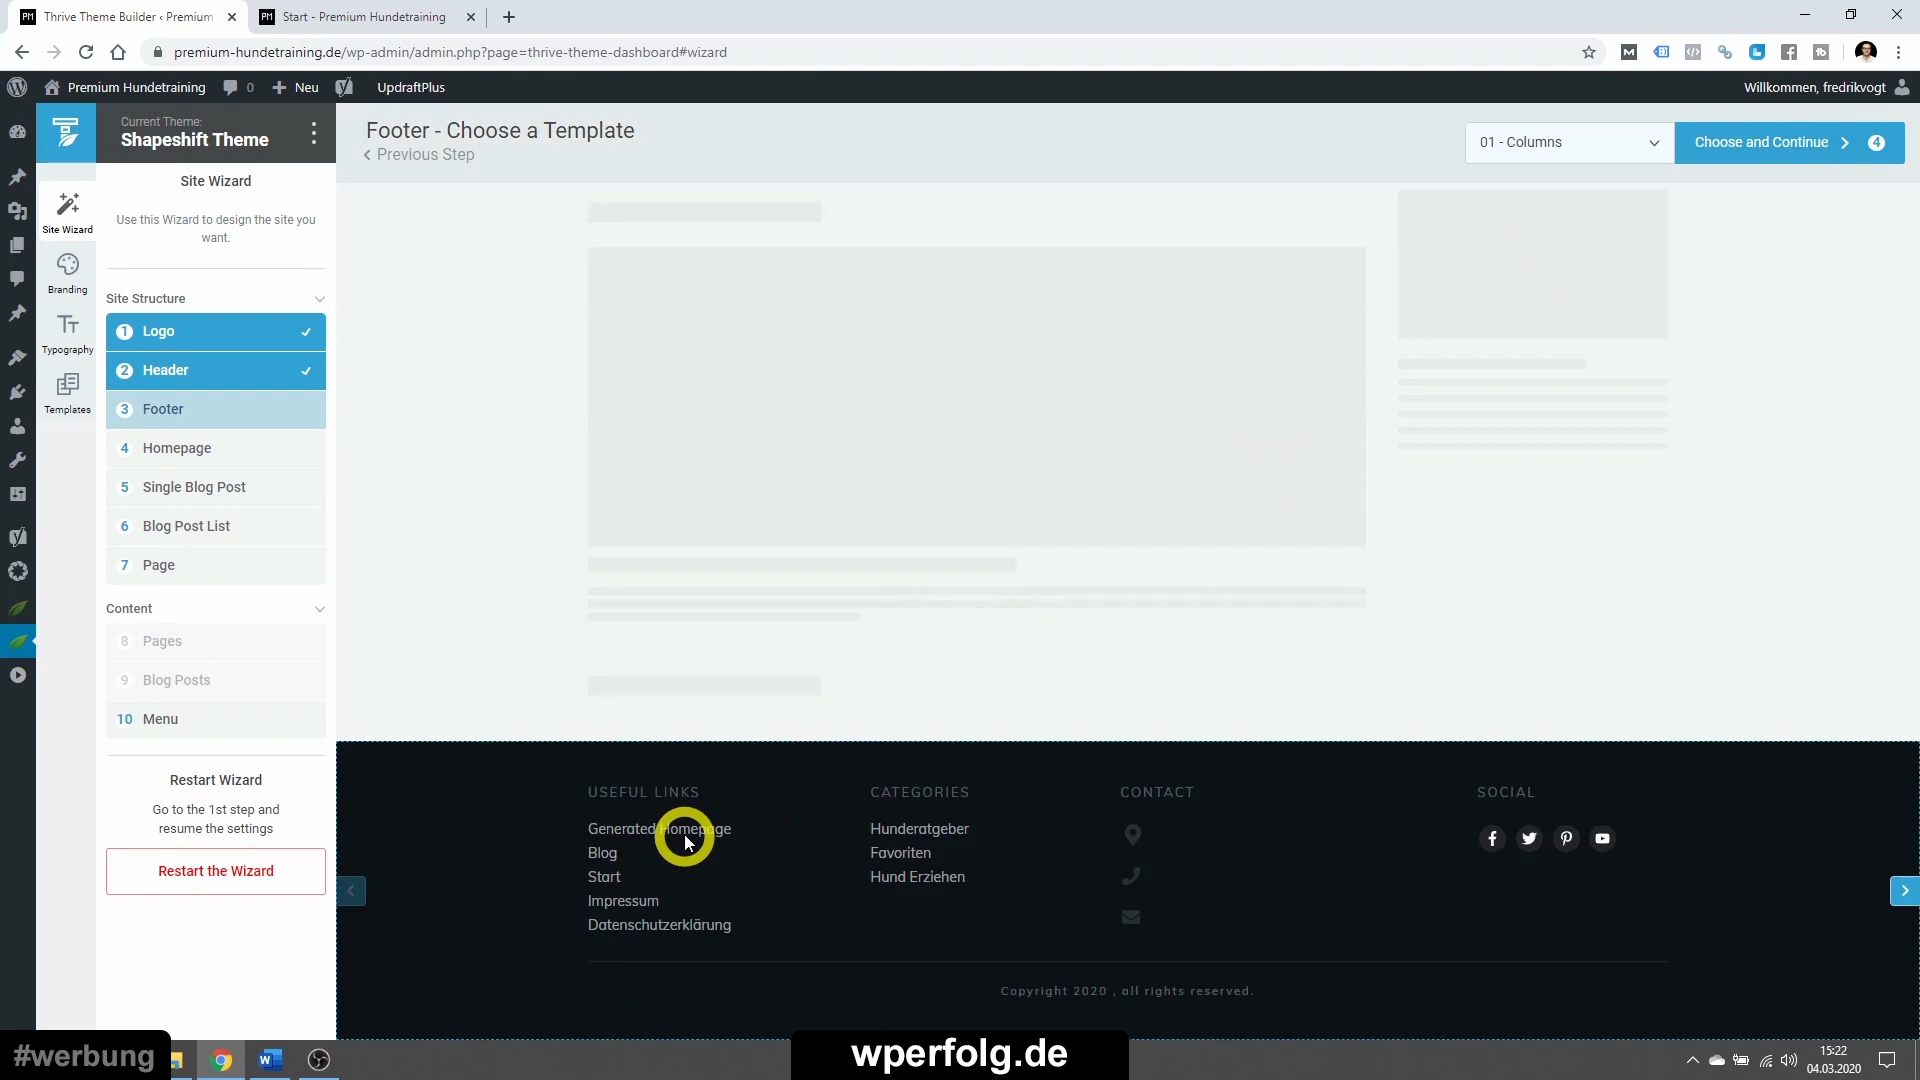 Thrive Theme Builder ‹ Premium
Start - Premium Hundetraining
premium-hundetraining.de/wp-admin/admin.php?page=thrive-theme-dashboard#wizard
Premium Hundetraining
0
Neu
UpdraftPlus
Willkommen, fredrikvogt
Current Theme:
Shapeshift Theme
Footer - Choose a Template
Previous Step
01 - Columns
Choose and Continue
4
Site Wizard
Use this Wizard to design the site you
want.
Site Wizard
Branding
Typography
Templates
Site Structure
1 Logo
2 Header
3 Footer
4 Homepage
5 Single Blog Post
6 Blog Post List
7 Page
Content
8 Pages
9 Blog Posts
10 Menu
Restart Wizard
Go to the 1st step and
resume the settings
Restart the Wizard
USEFUL LINKS
Generated Homepage
Blog
Start
Impressum
Datenschutzerklärung
CATEGORIES
Hunderatgeber
Favoriten
Hund Erziehen
CONTACT
SOCIAL
Copyright 2020 , all rights reserved.
#werbung
wperfolg.de
15:22
04.03.2020